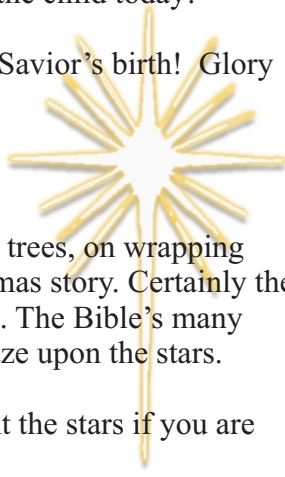 the child today!
Savior’s birth!  Glory
trees, on wrapping
mas story. Certainly the
. The Bible’s many
ze upon the stars.
t the stars if you are